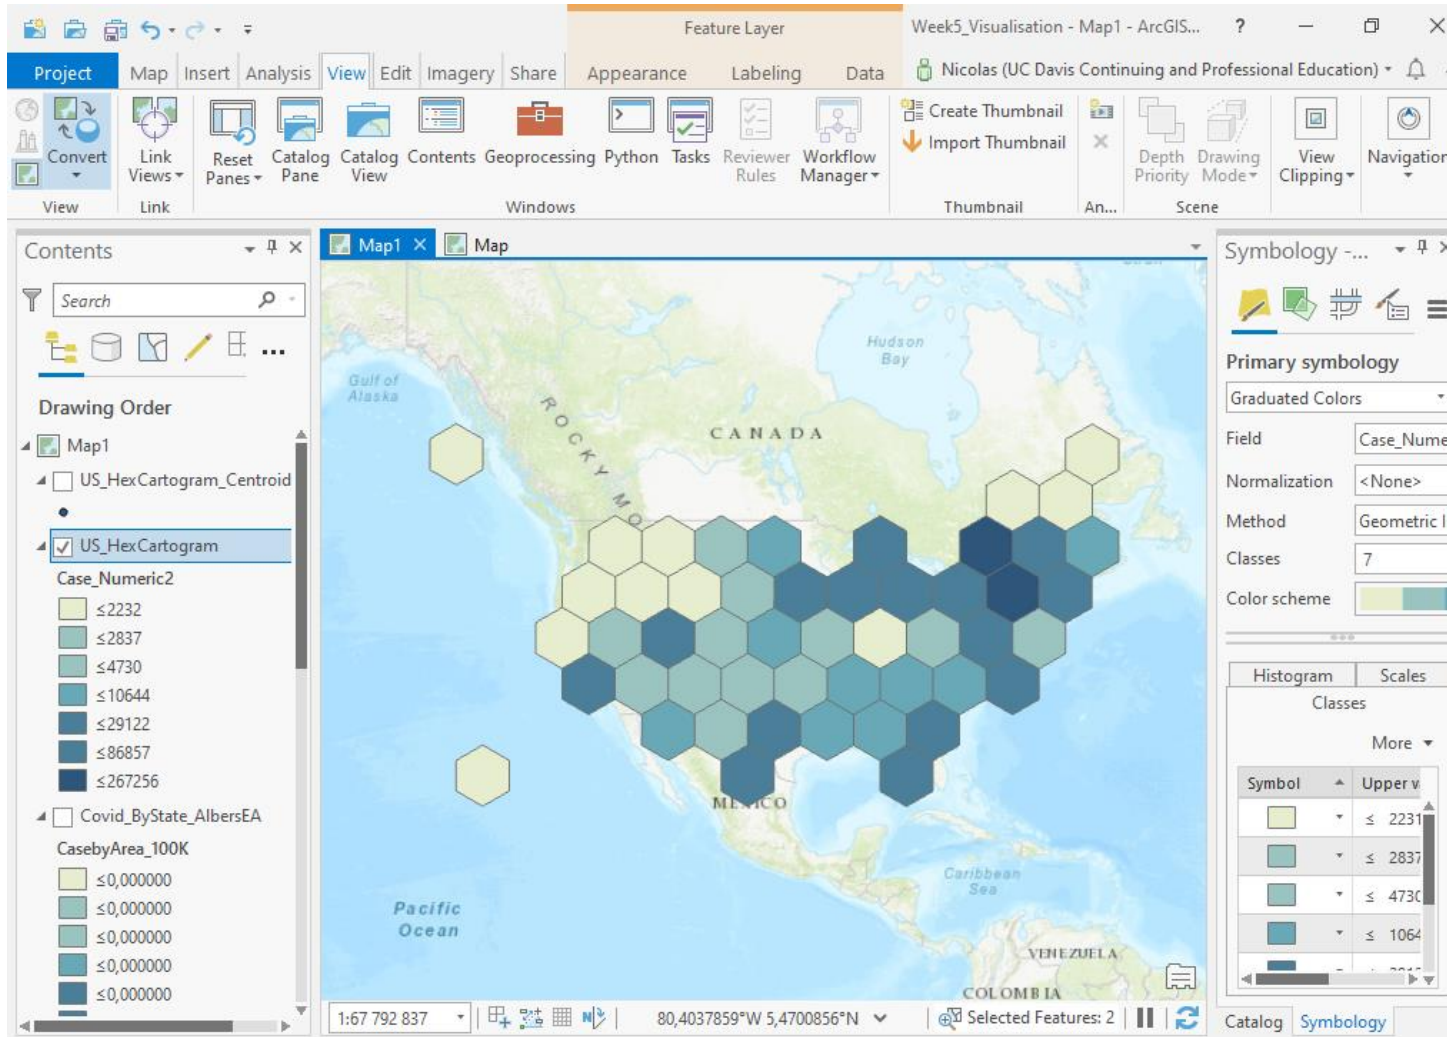 Feature Layer
Week5_Visualisation - Map1 - ArcGIS...
?
Project Map Insert Analysis View Edit Imagery Share Appearance Labeling Data Nicolas (UC Davis Continuing and Professional Education)
Convert
Link Views
Reset Panes
Catalog Pane
Catalog View
Contents
Geoprocessing
Python
Tasks
Reviewer Rules
Workflow Manager
Create Thumbnail
Import Thumbnail
Depth Priority
Drawing Mode
View Clipping
Navigation
View Link Windows Thumbnail An... Scene
Contents
Search
Drawing Order
Map1
US_HexCartogram_Centroid
US_HexCartogram
Case_Numeric2
≤2232
≤2837
≤4730
≤10644
≤29122
≤86857
≤267256
Covid_ByState_AlbersEA
CasebyArea_100K
≤0,000000
≤0,000000
≤0,000000
≤0,000000
≤0,000000
Map1 Map
Hudson
Bay
Gulf of
Alaska
ROCKY MO
CANADA
MEXICO
Caribbean
Sea
Pacific
Ocean
VENEZUELA
COLOMBIA
1:67 792 837
80,4037859°W 5,4700856°N
Selected Features: 2
Symbology -...
Primary symbology
Graduated Colors
Field Case_Nume
Normalization <None>
Method Geometric I
Classes 7
Color scheme
Histogram Scales
Classes
More
Symbol Upper v
≤ 2231
≤ 2837
≤ 473
≤ 1064
Catalog Symbology